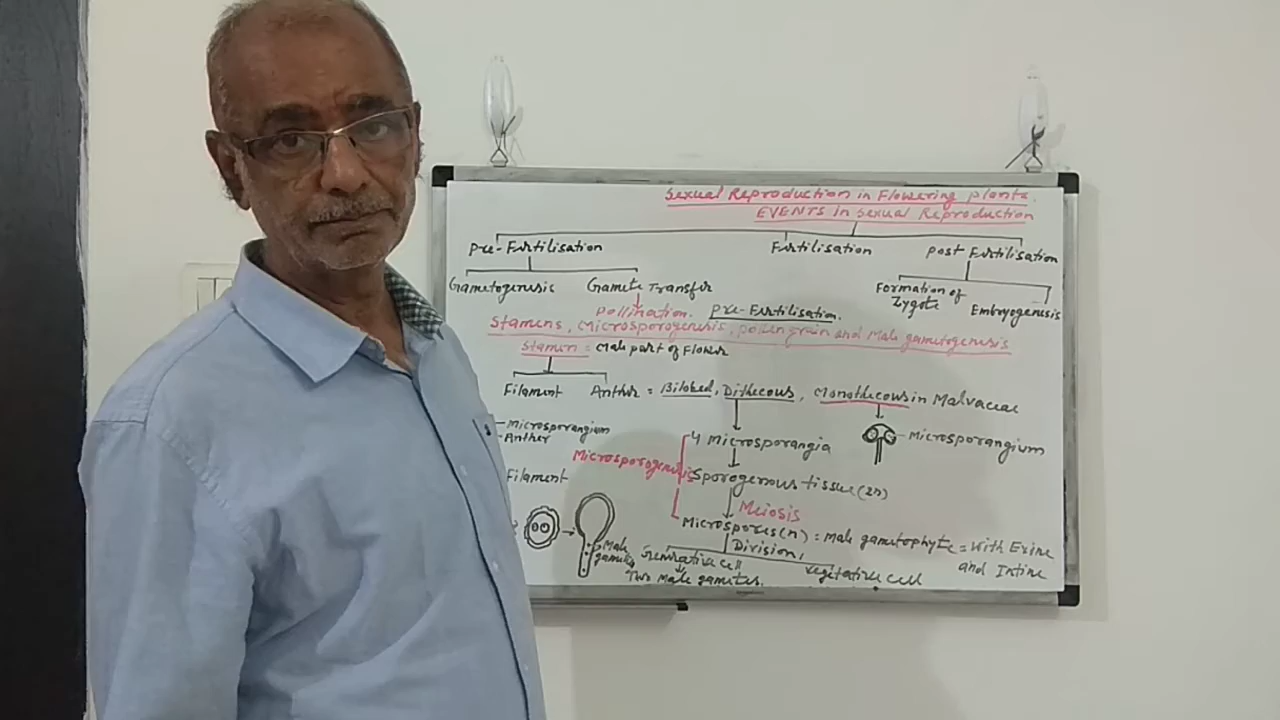 Sexual Reproduction in Flowering plants.
EVENTS in Sexual Reproduction
Pre-Fertilisation Fertilisation Post Fertilisation
Gametogenesis Gamete Transfer Formation of Zygote Embryogenesis
Pollination. Pre-Fertilisation.
Stamens, Microsporogenesis, pollen grain and Male gametogenesis
Stamen = Male part of Flower
Filament Anther = Bilobed, Dithecous, Monothecous in Malvaceae
Microsporangium
Anther
4 Microsporangia
Microsporangium
Microsporogenesis
Filament
Sporogenous tissue (2n)
Meiosis
Microspores (n) = Male gametophyte = With Exine and Intine
Division,
Male gametes
Generative cell vegetative cell
Two Male gametes.